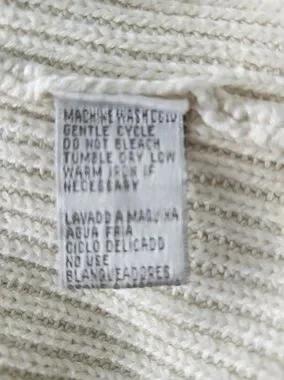 MACHINE WASH COLD
GENTLE CYCLE
DO NOT BLEACH
TUMBLE DRY LOW
WARM IRON IF
NECESSARY
LAVADO A MAQUINA
AGUA FRIA
CICLO DELICADO
NO USE
BLANQUEADORES